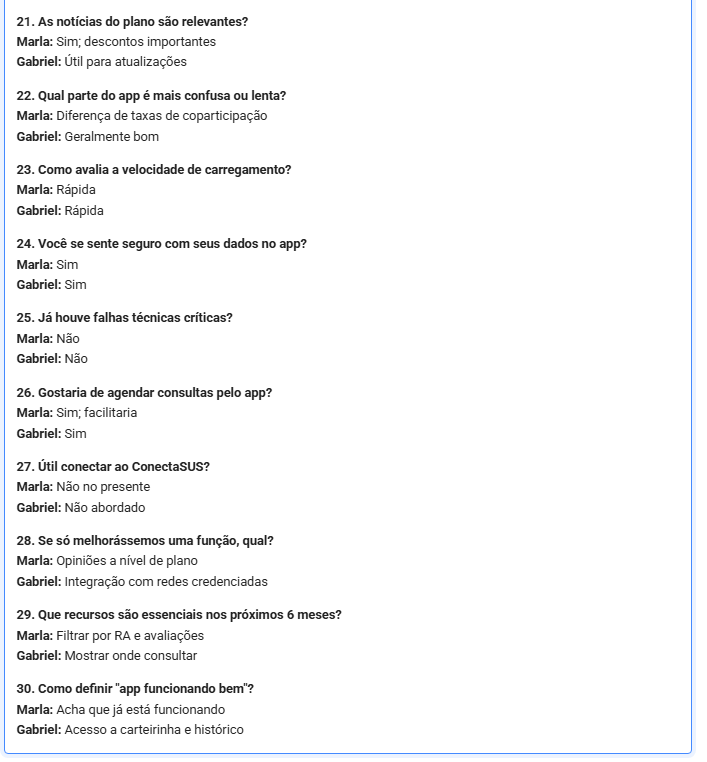 21. As notícias do plano são relevantes?
Marla: Sim; descontos importantes
Gabriel: Útil para atualizações
22. Qual parte do app é mais confusa ou lenta?
Marla: Diferença de taxas de coparticipação
Gabriel: Geralmente bom
23. Como avalia a velocidade de carregamento?
Marla: Rápida
Gabriel: Rápida
24. Você se sente seguro com seus dados no app?
Marla: Sim
Gabriel: Sim
25. Já houve falhas técnicas críticas?
Marla: Não
Gabriel: Não
26. Gostaria de agendar consultas pelo app?
Marla: Sim; facilitaria
Gabriel: Sim
27. Útil conectar ao ConectaSUS?
Marla: Não no presente
Gabriel: Não abordado
28. Se só melhorássemos uma função, qual?
Marla: Opiniões a nível de plano
Gabriel: Integração com redes credenciadas
29. Que recursos são essenciais nos próximos 6 meses?
Marla: Filtrar por RA e avaliações
Gabriel: Mostrar onde consultar
30. Como definir "app funcionando bem"?
Marla: Acha que já está funcionando
Gabriel: Acesso a carteirinha e histórico